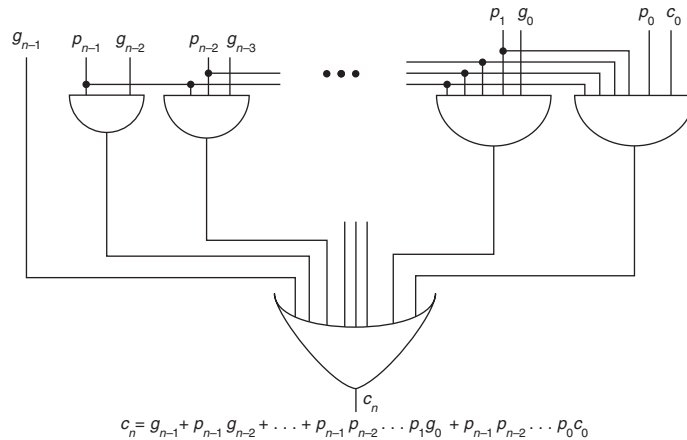 g_{n–1} p_{n–1} g_{n–2} p_{n–2} g_{n–3} p_1 g_0 p_0 c_0
c_n
c_n = g_{n–1} + p_{n–1} g_{n–2} + . . . + p_{n–1} p_{n–2} . . . p_1 g_0 + p_{n–1} p_{n–2} . . . p_0 c_0